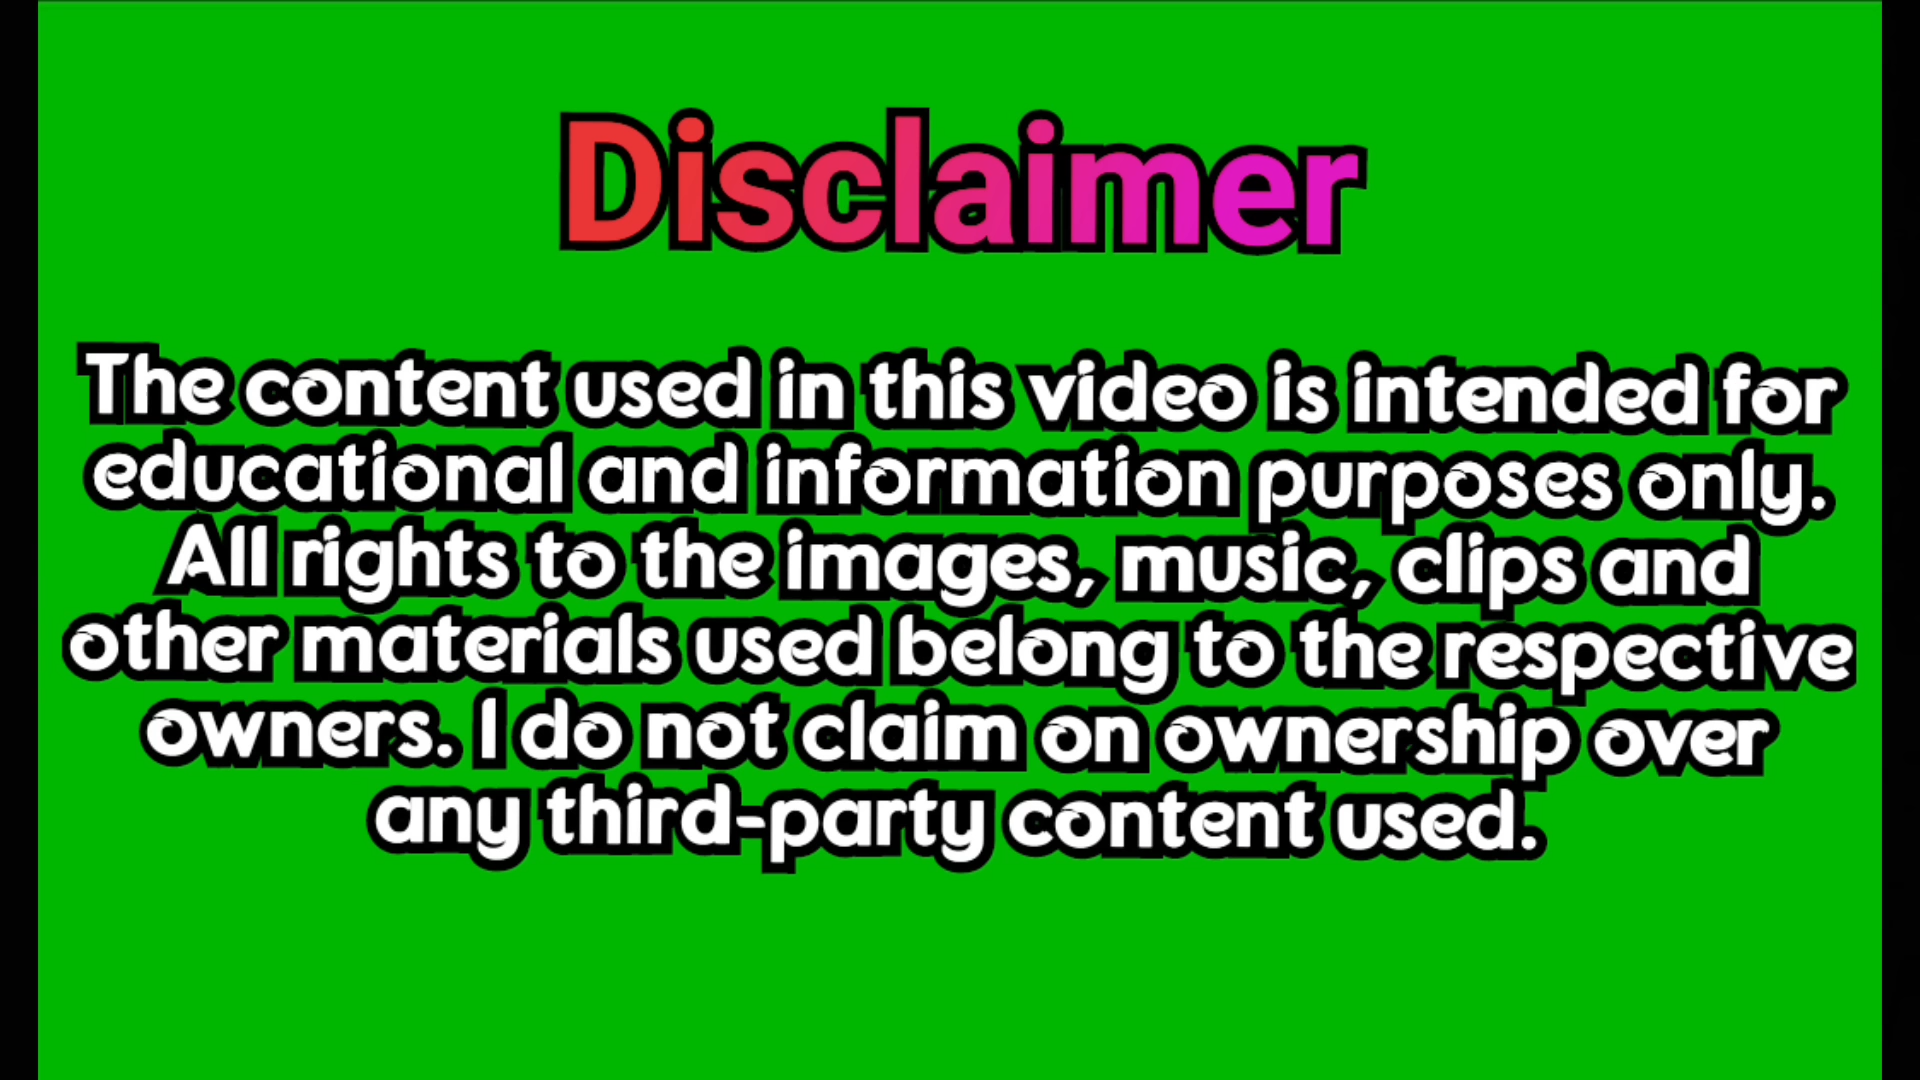 Disclaimer
The content used in this video is intended for
educational and information purposes only.
All rights to the images, music, clips and
other materials used belong to the respective
owners. I do not claim on ownership over
any third-party content used.